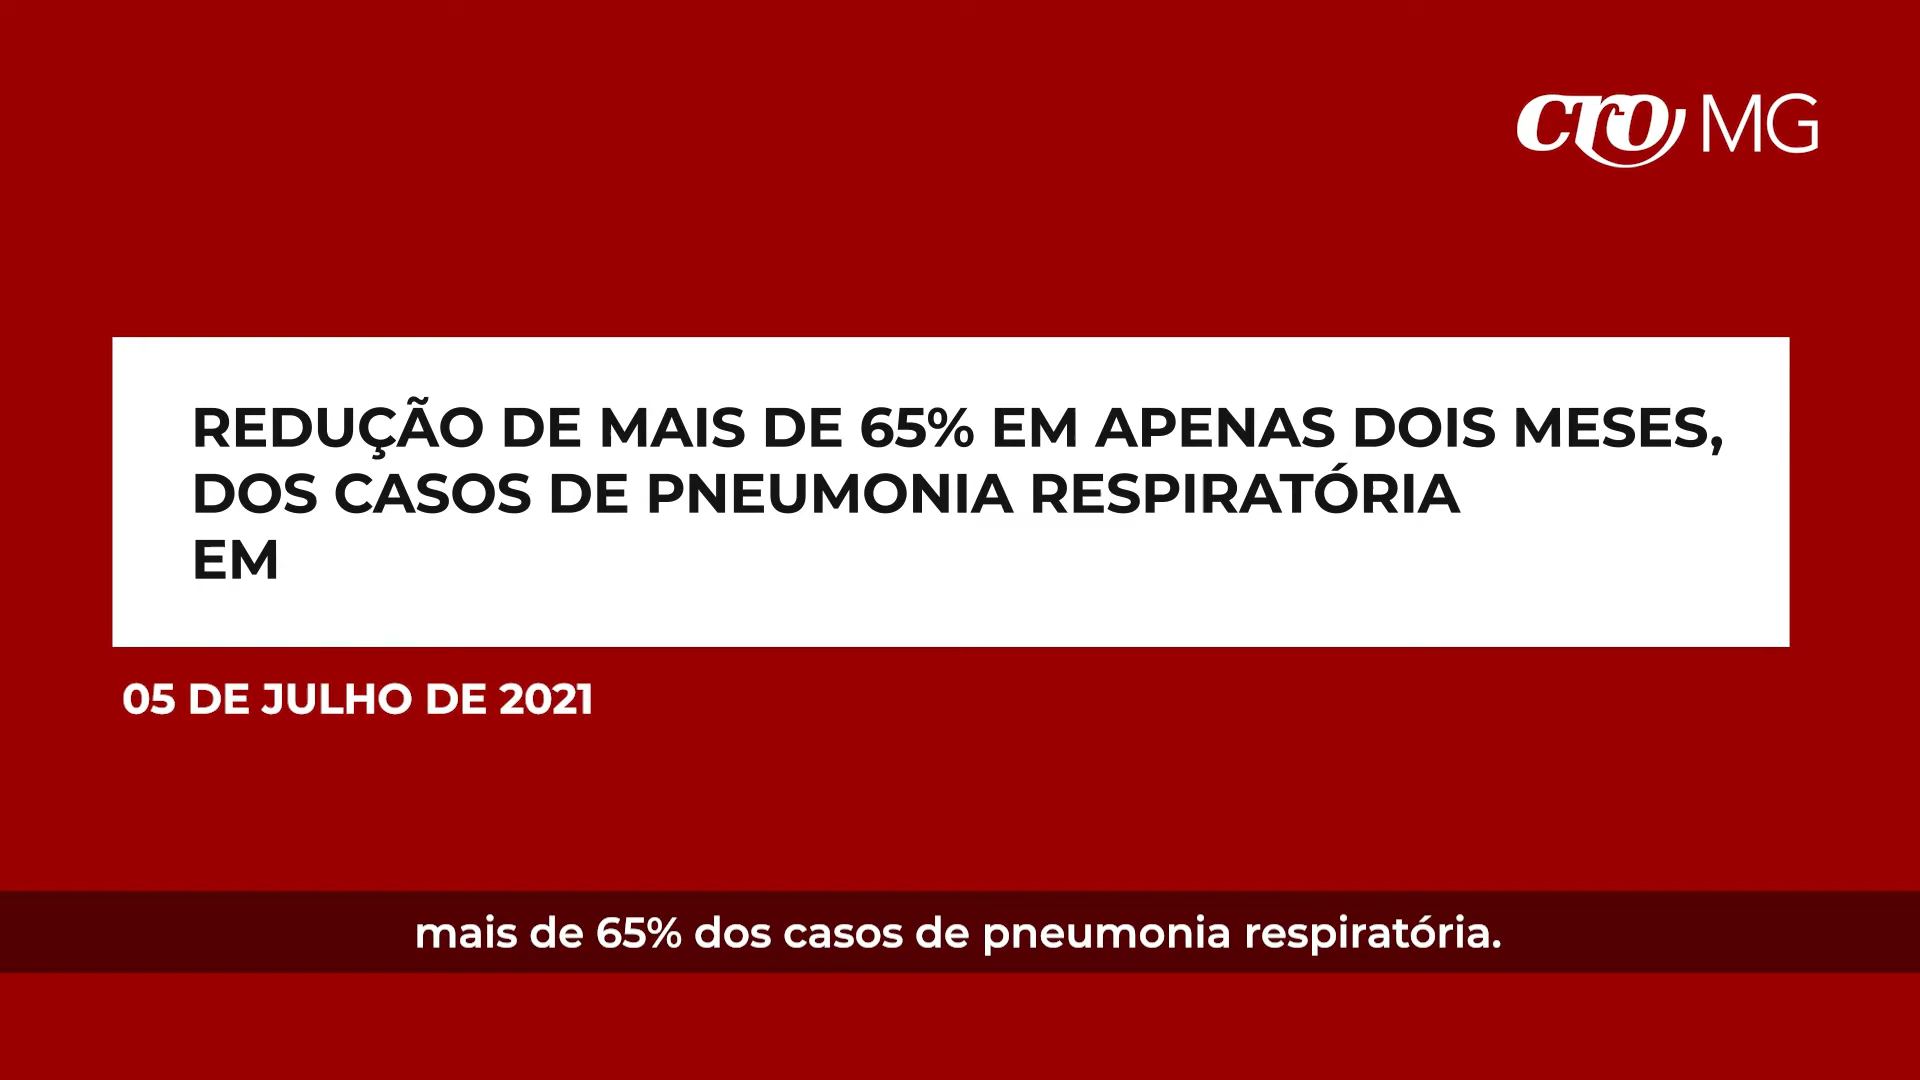 cro MG
REDUÇÃO DE MAIS DE 65% EM APENAS DOIS MESES,
DOS CASOS DE PNEUMONIA RESPIRATÓRIA
EM
05 DE JULHO DE 2021
mais de 65% dos casos de pneumonia respiratória.